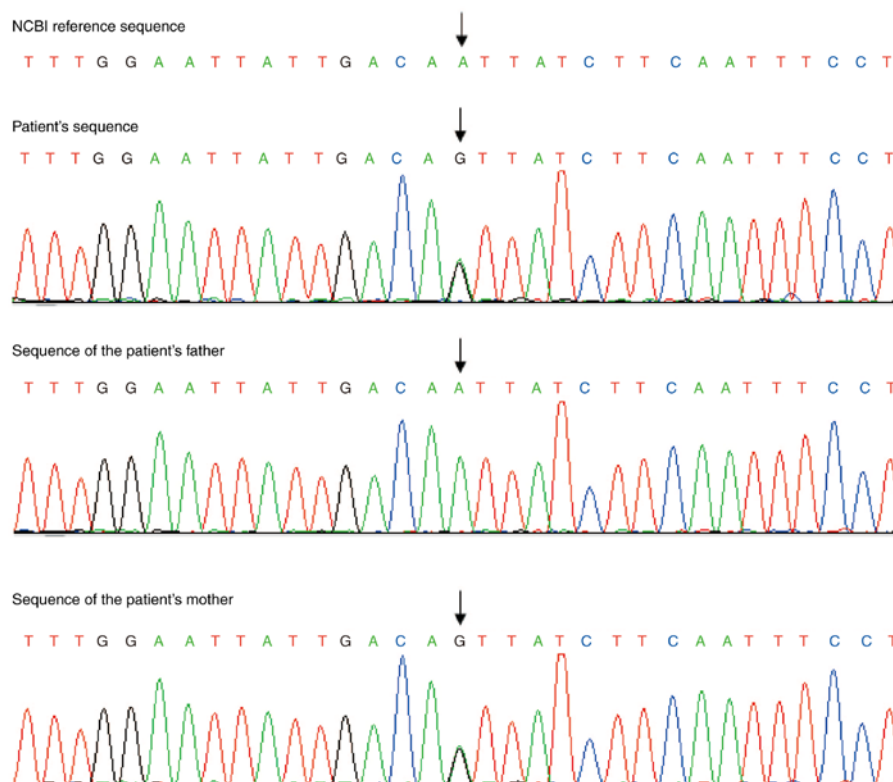 NCBI reference sequence
T T T G G A A T T A T T G A C A A T T A T C T T C A A T T T C C T
Patient's sequence
T T T G G A A T T A T T G A C A G T T A T C T T C A A T T T C C T
Sequence of the patient's father
T T T G G A A T T A T T G A C A A T T A T C T T C A A T T T C C T
Sequence of the patient's mother
T T T G G A A T T A T T G A C A G T T A T C T T C A A T T T C C T